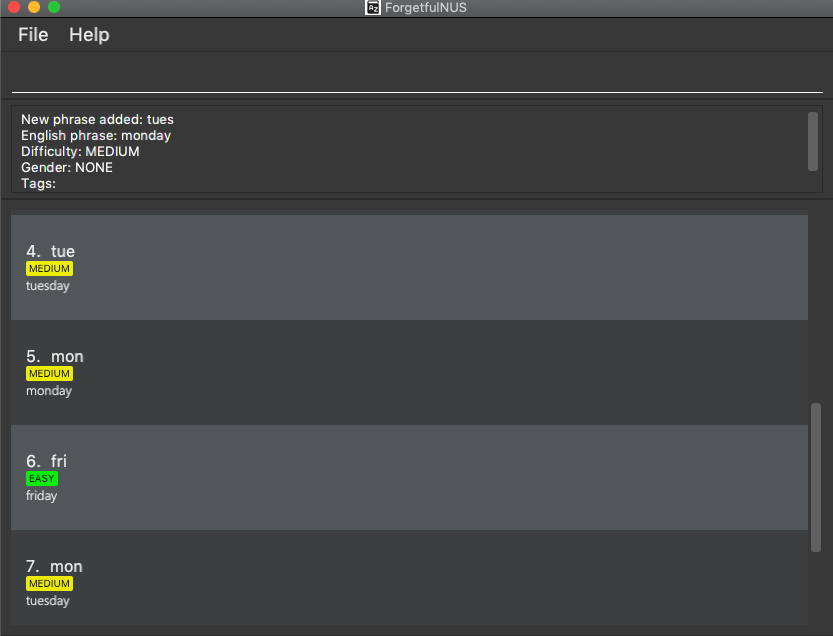 ForgetfulNUS
File Help
New phrase added: tues
English phrase: monday
Difficulty: MEDIUM
Gender: NONE
Tags:
4. tue
MEDIUM
tuesday
5. mon
MEDIUM
monday
6. fri
EASY
friday
7. mon
MEDIUM
tuesday